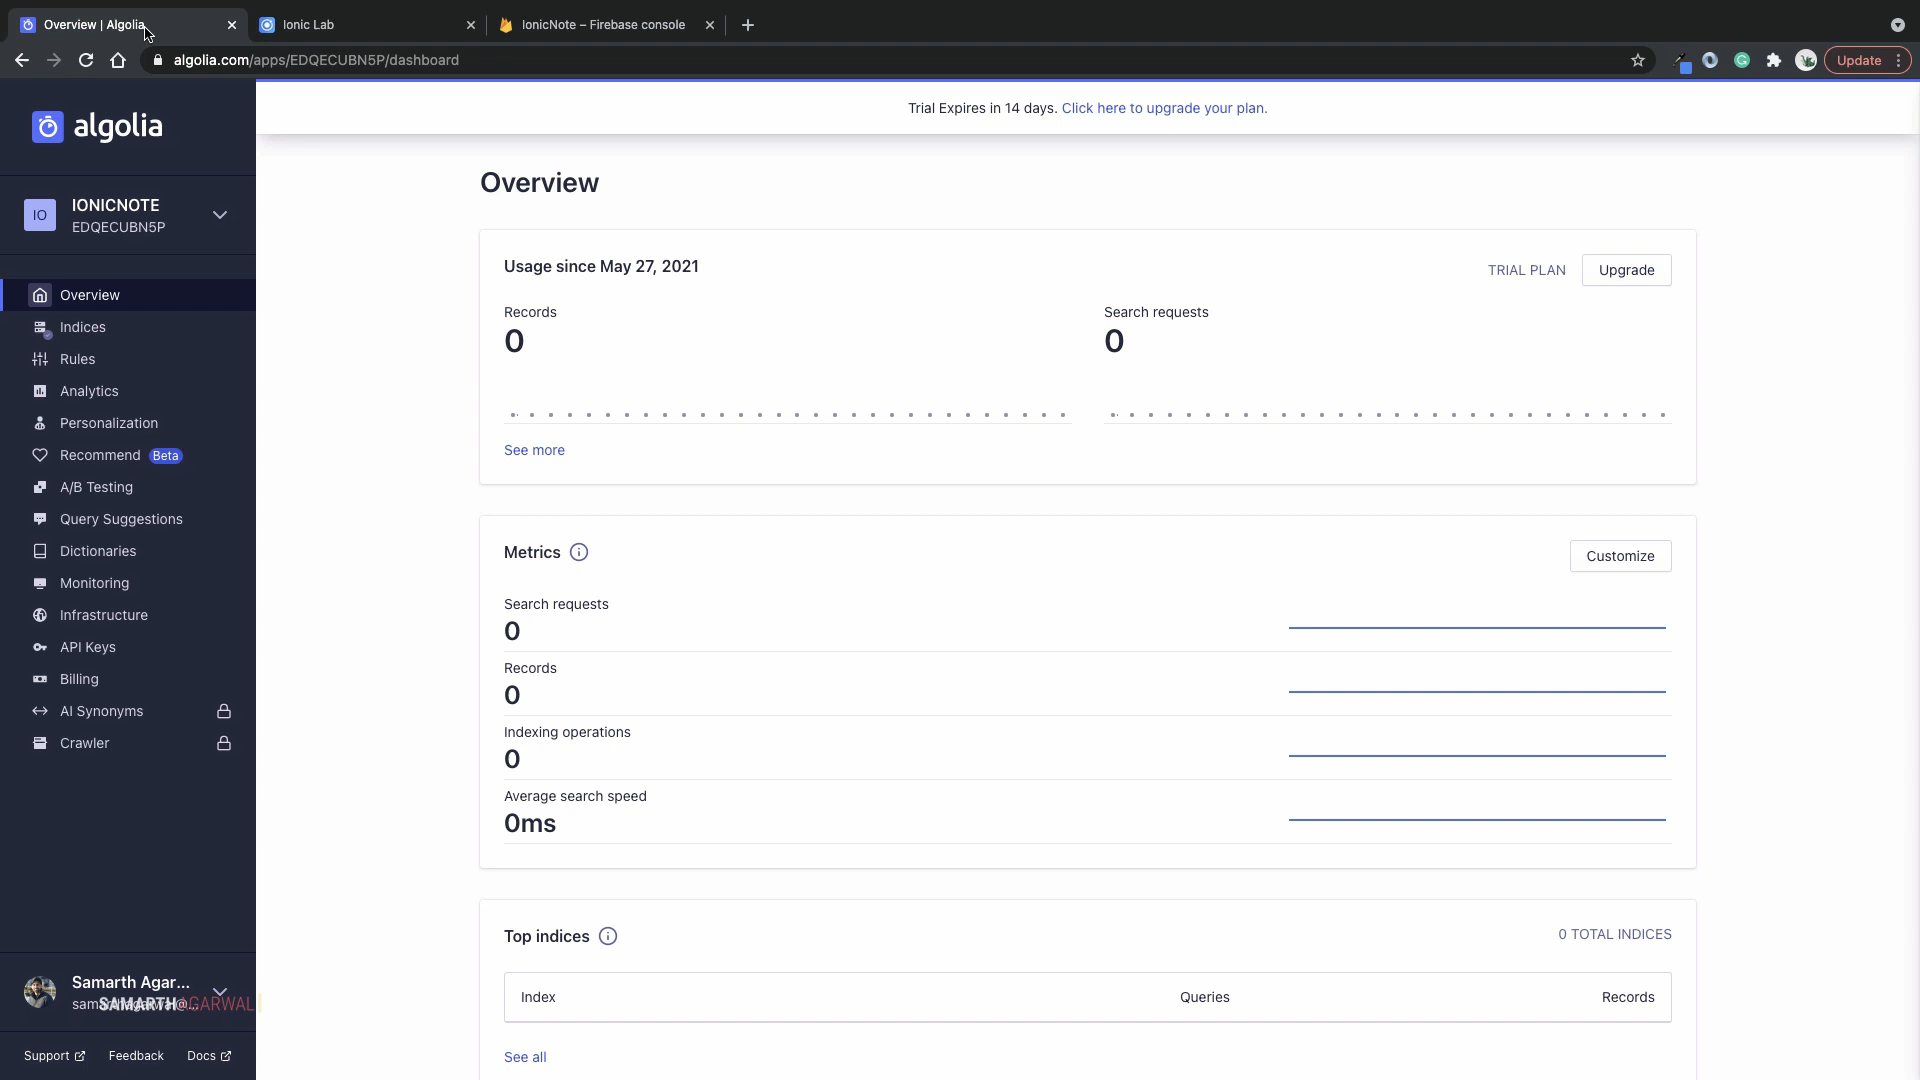 Overview | Algolia
Ionic Lab
IonicNote – Firebase console
algolia.com/apps/EDQECUBN5P/dashboard
Update
algolia
Trial Expires in 14 days. Click here to upgrade your plan.
IO
IONICNOTE
EDQECUBN5P
Overview
Indices
Rules
Analytics
Personalization
Recommend Beta
A/B Testing
Query Suggestions
Dictionaries
Monitoring
Infrastructure
API Keys
Billing
AI Synonyms
Crawler
Samarth Agar...
SAMARTH AGARWAL
Support
Feedback
Docs
Overview
Usage since May 27, 2021
TRIAL PLAN
Upgrade
Records
0
Search requests
0
See more
Metrics
Customize
Search requests
0
Records
0
Indexing operations
0
Average search speed
0ms
Top indices
0 TOTAL INDICES
Index Queries Records
See all